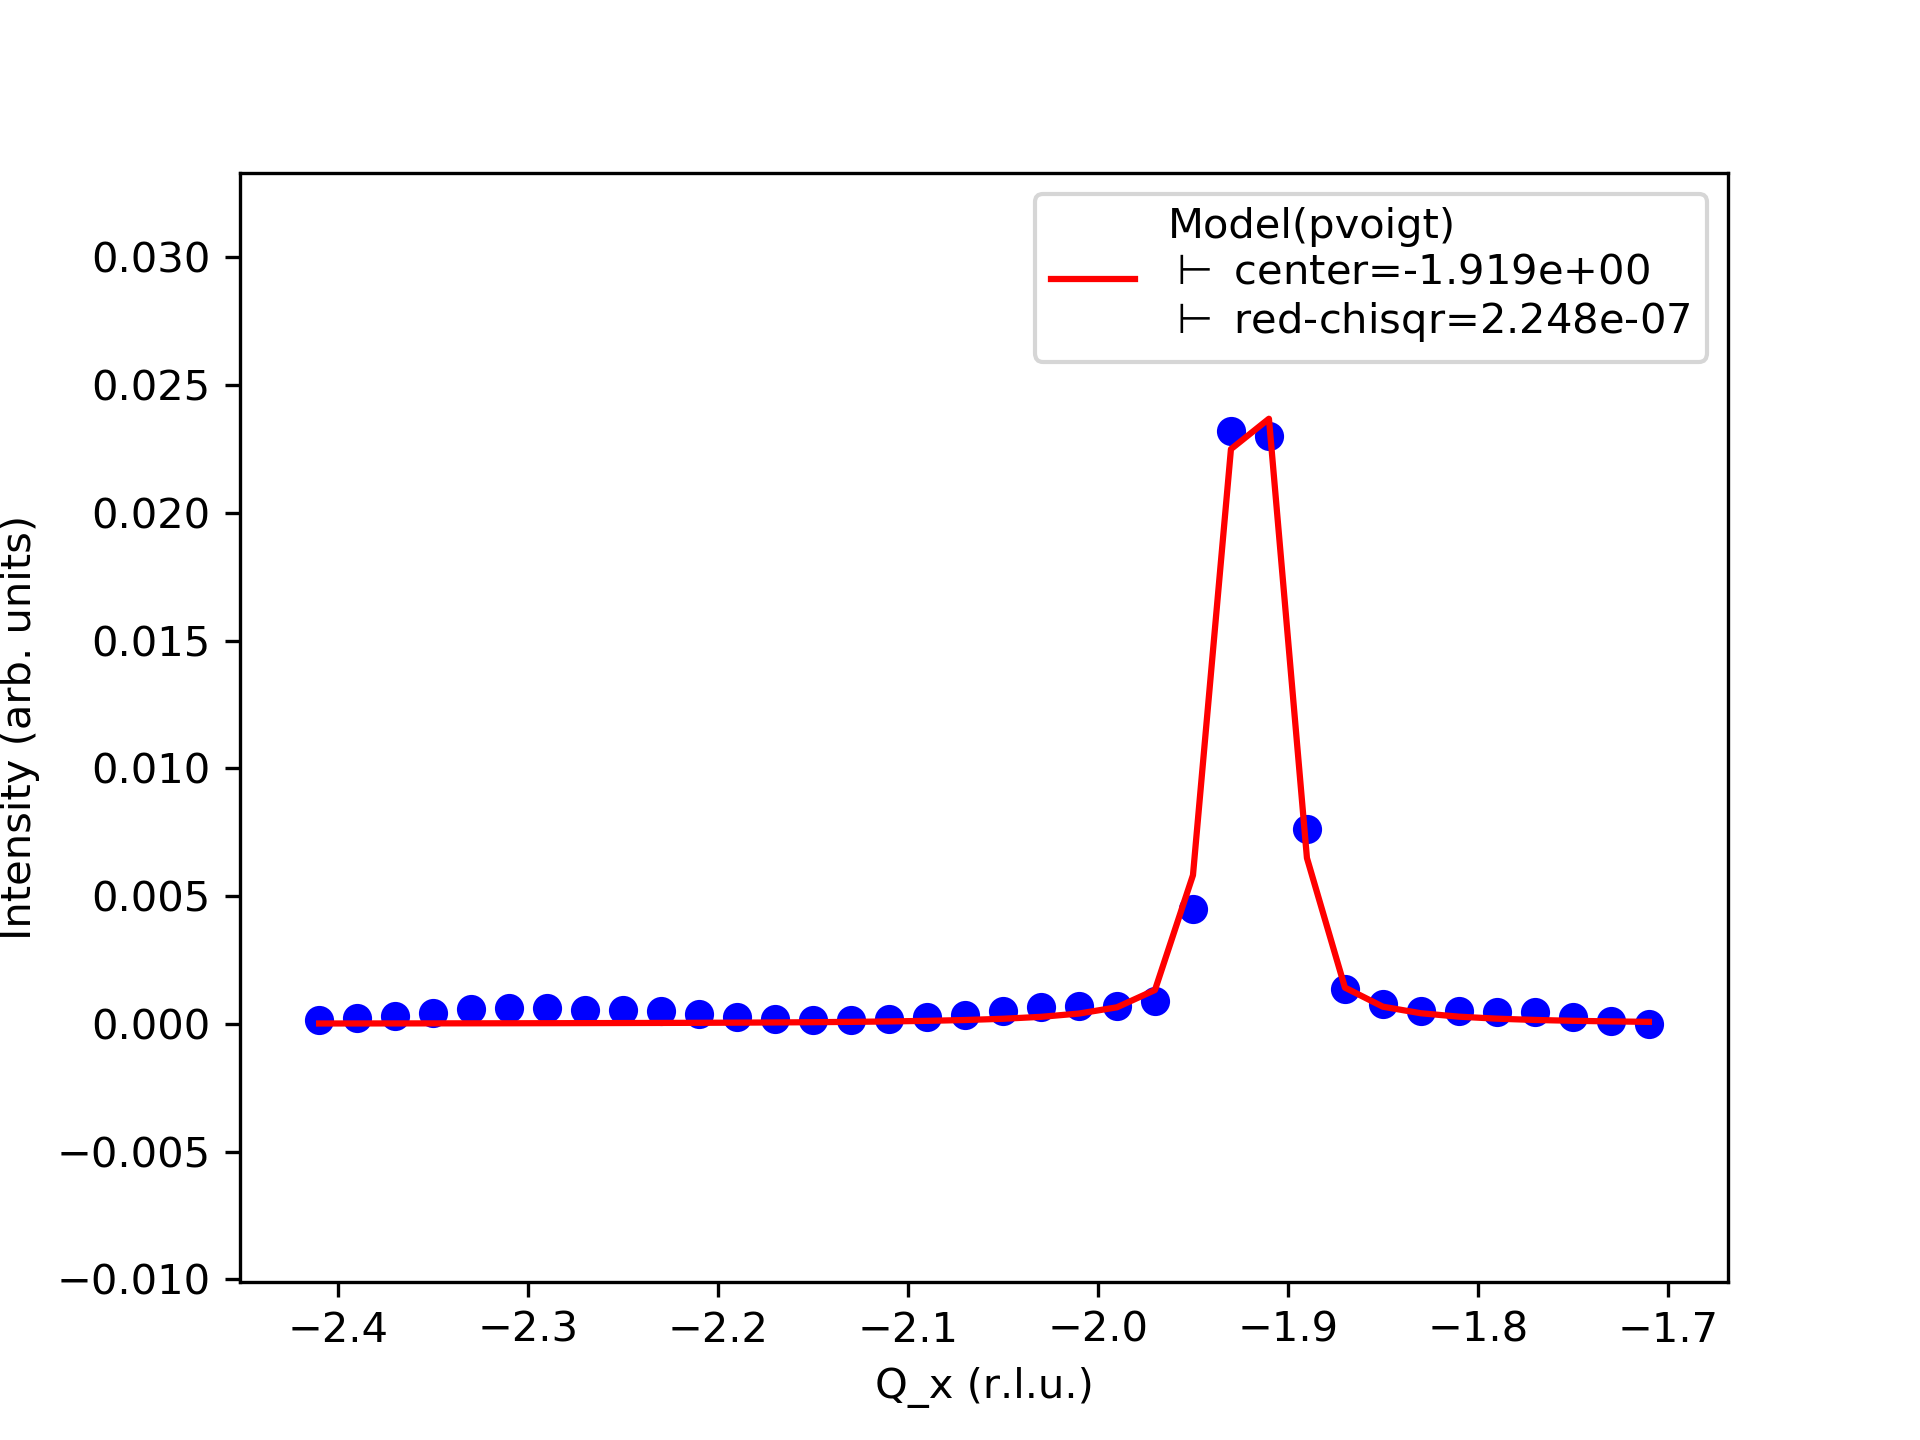 Model(pvoigt)
⊢ center=-1.919e+00
⊢ red-chisqr=2.248e-07
0.030
0.025
0.020
0.015
0.010
0.005
0.000
−0.005
−0.010
Intensity (arb. units)
−2.4 −2.3 −2.2 −2.1 −2.0 −1.9 −1.8 −1.7
Q_x (r.l.u.)